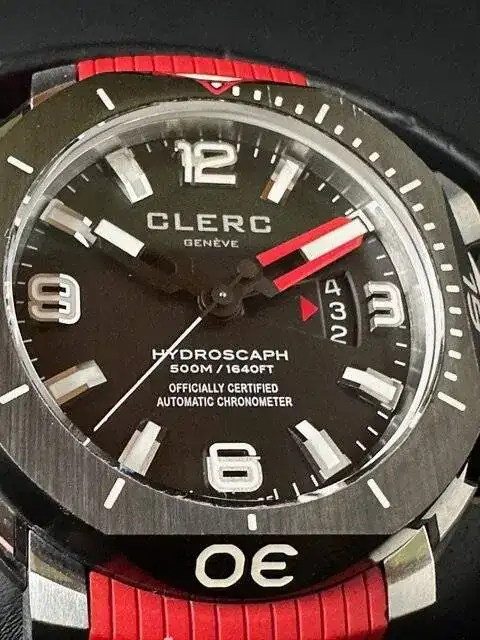 12
CLERC
GENÈVE
9
4
3
2
3
HYDROSCAPH
500M / 1640FT
OFFICIALLY CERTIFIED
AUTOMATIC CHRONOMETER
6
30